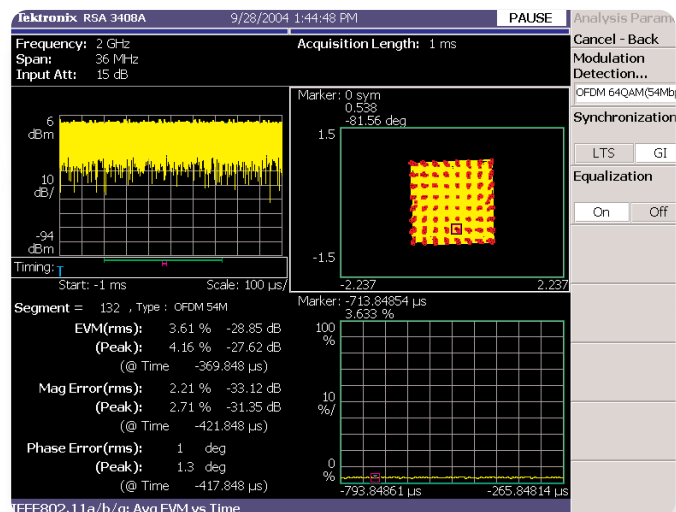 Tektronix RSA 3408A 9/28/2004 1:44:48 PM PAUSE
Frequency: 2 GHz
Span: 36 MHz
Input Att: 15 dB
Acquisition Length: 1 ms
6
dBm
10
dB/
-94
dBm
Timing: T
Start: -1 ms Scale: 100 µs/
Marker: 0 sym
0.538
-81.56 deg
1.5
-1.5
-2.237 2.237
Segment = 132 , Type : OFDM 54M
EVM(rms): 3.61 % -28.85 dB
(Peak): 4.16 % -27.62 dB
(@ Time -369.848 µs)
Mag Error(rms): 2.21 % -33.12 dB
(Peak): 2.71 % -31.35 dB
(@ Time -421.848 µs)
Phase Error(rms): 1 deg
(Peak): 1.3 deg
(@ Time -417.848 µs)
Marker: -713.84854 µs
3.633 %
100
%
10
%/
0
%
-793.84861 µs -265.84814 µs
IEEE802.11a/b/g: Avg EVM vs Time
Analysis Param
Cancel - Back
Modulation
Detection...
OFDM 64QAM(54Mbp
Synchronization
LTS GI
Equalization
On Off